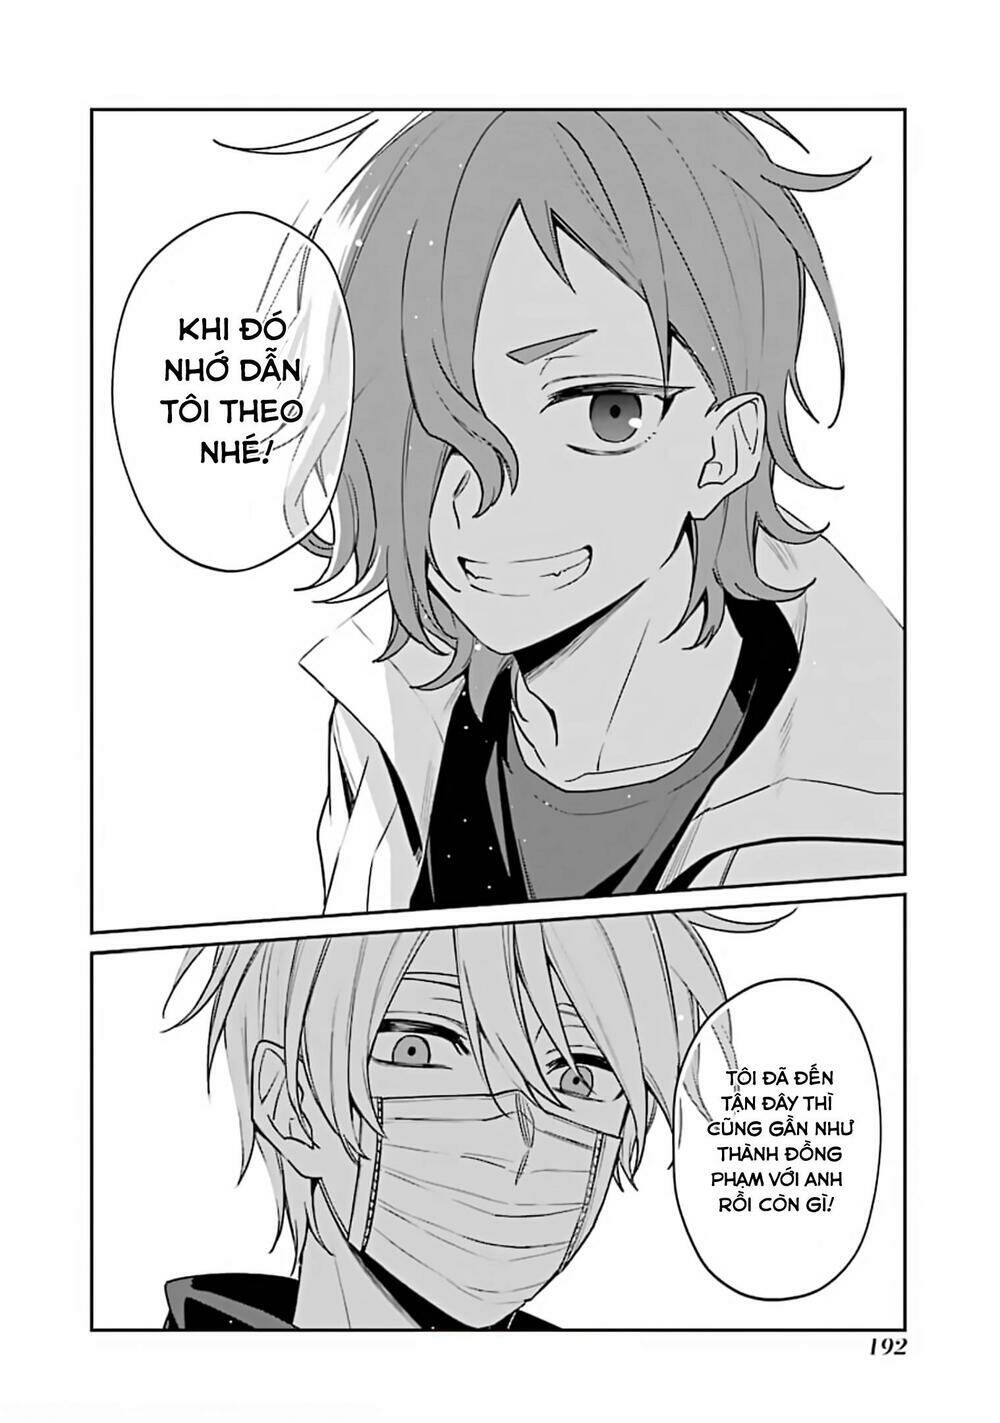 KHI ĐÓ
NHỚ DẪN
TÔI THEO
NHÉ!
TÔI ĐÃ ĐẾN
TẬN ĐÂY THÌ
CŨNG GẦN NHƯ
THÀNH ĐỒNG
PHẠM VỚI ANH
RỒI CÒN GÌ!
192